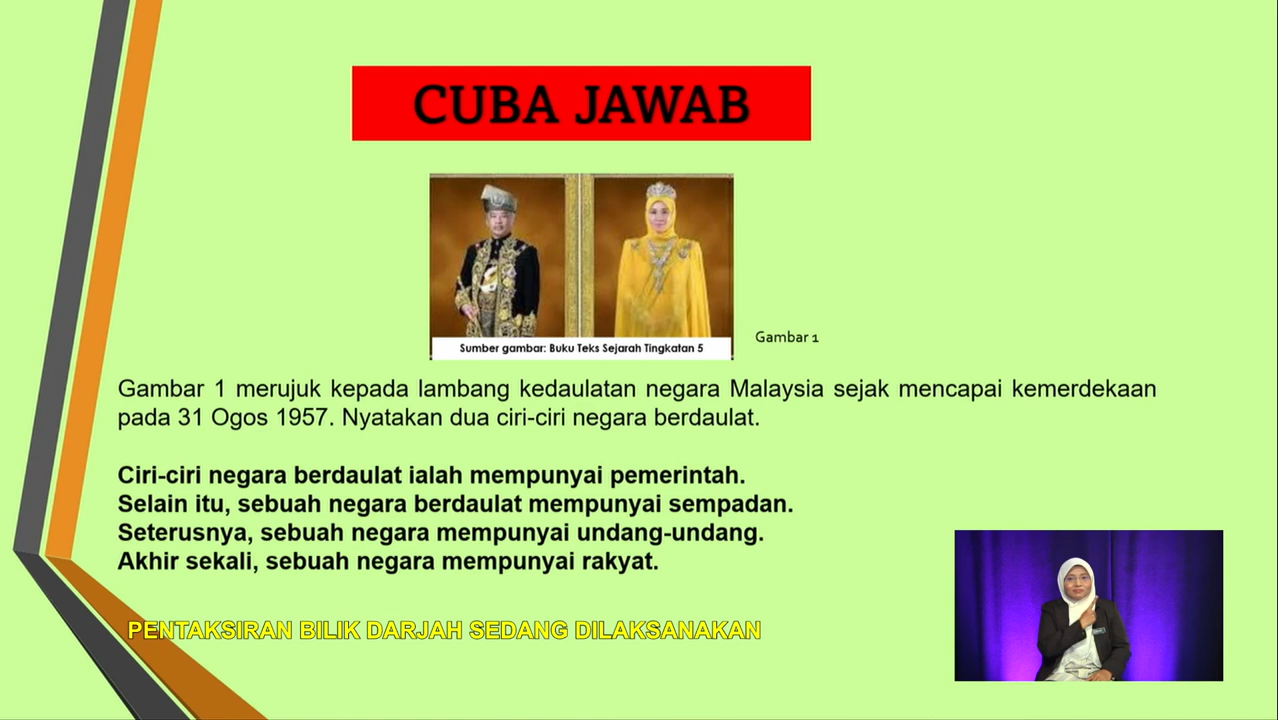 CUBA JAWAB
Sumber gambar: Buku Teks Sejarah Tingkatan 5
Gambar 1
Gambar 1 merujuk kepada lambang kedaulatan negara Malaysia sejak mencapai kemerdekaan
pada 31 Ogos 1957. Nyatakan dua ciri-ciri negara berdaulat.
Ciri-ciri negara berdaulat ialah mempunyai pemerintah.
Selain itu, sebuah negara berdaulat mempunyai sempadan.
Seterusnya, sebuah negara mempunyai undang-undang.
Akhir sekali, sebuah negara mempunyai rakyat.
PENTAKSIRAN BILIK DARJAH SEDANG DILAKSANAKAN